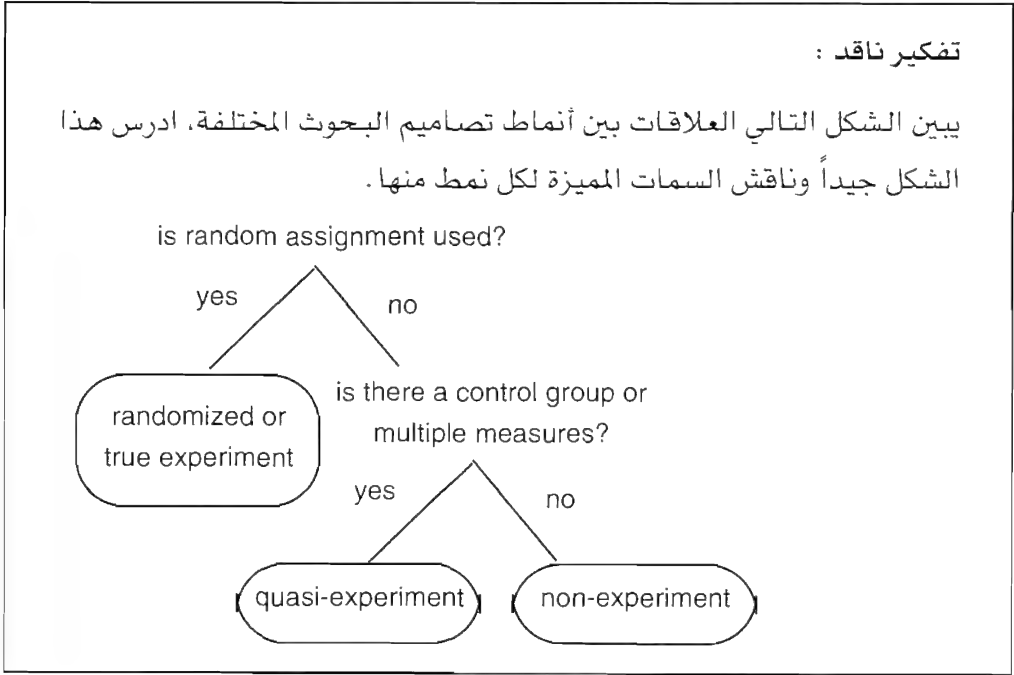 تفكير ناقد :
يبين الشكل التالي العلاقات بين أنماط تصاميم البحوث المختلفة، ادرس هذا
الشكل جيداً وناقش السمات المميزة لكل نمط منها.
is random assignment used?
yes
no
randomized or
true experiment
is there a control group or
multiple measures?
yes
no
quasi-experiment
non-experiment